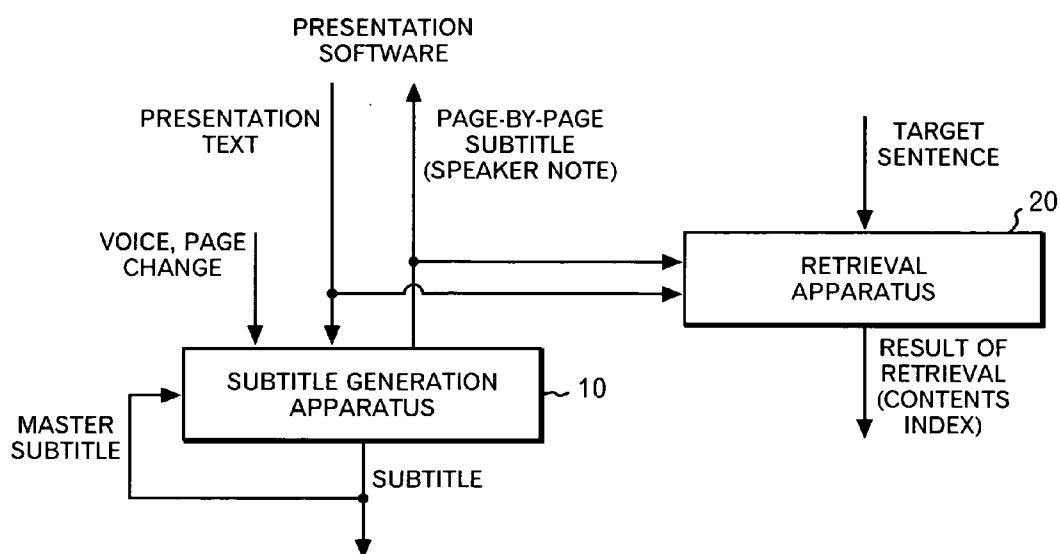 PRESENTATION
SOFTWARE
PRESENTATION
TEXT
PAGE-BY-PAGE
SUBTITLE
(SPEAKER NOTE)
TARGET
SENTENCE
20
VOICE, PAGE
CHANGE
RETRIEVAL
APPARATUS
SUBTITLE GENERATION
APPARATUS
10
RESULT OF
RETRIEVAL
(CONTENTS
INDEX)
MASTER
SUBTITLE
SUBTITLE